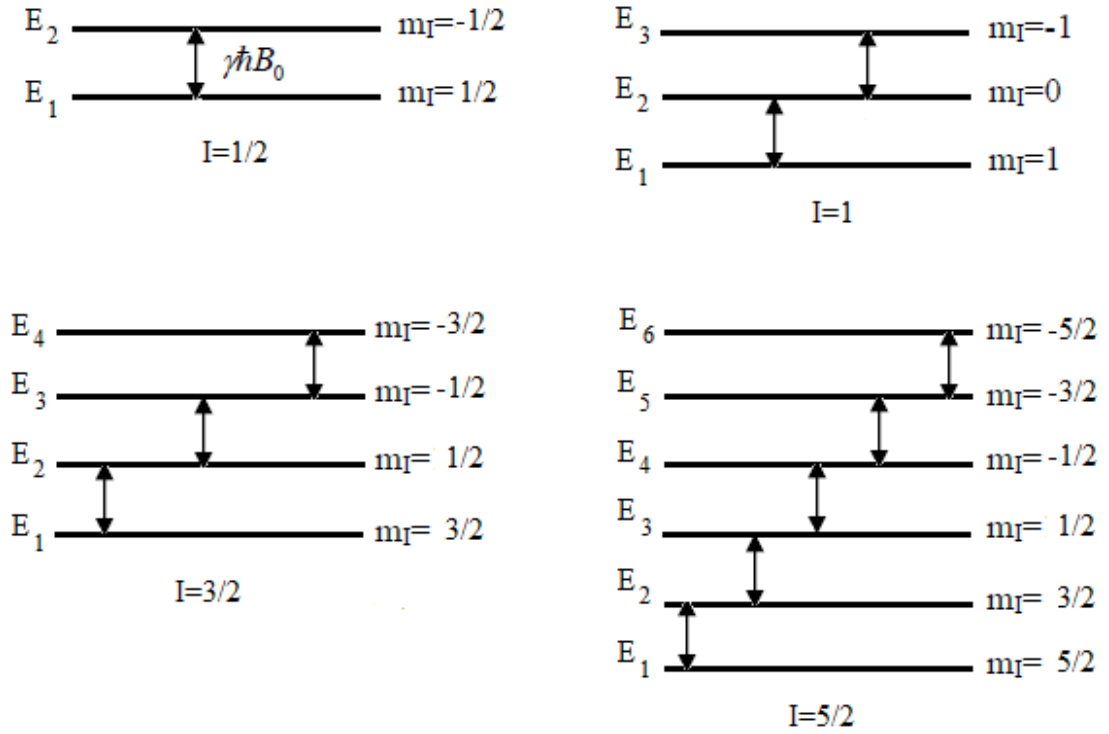 E₂ mI=-1/2
γℏB₀
E₁ mI= 1/2
I=1/2
E₃ mI=-1
E₂ mI=0
E₁ mI=1
I=1
E₄ mI= -3/2
E₃ mI= -1/2
E₂ mI= 1/2
E₁ mI= 3/2
I=3/2
E₆ mI= -5/2
E₅ mI= -3/2
E₄ mI= -1/2
E₃ mI= 1/2
E₂ mI= 3/2
E₁ mI= 5/2
I=5/2